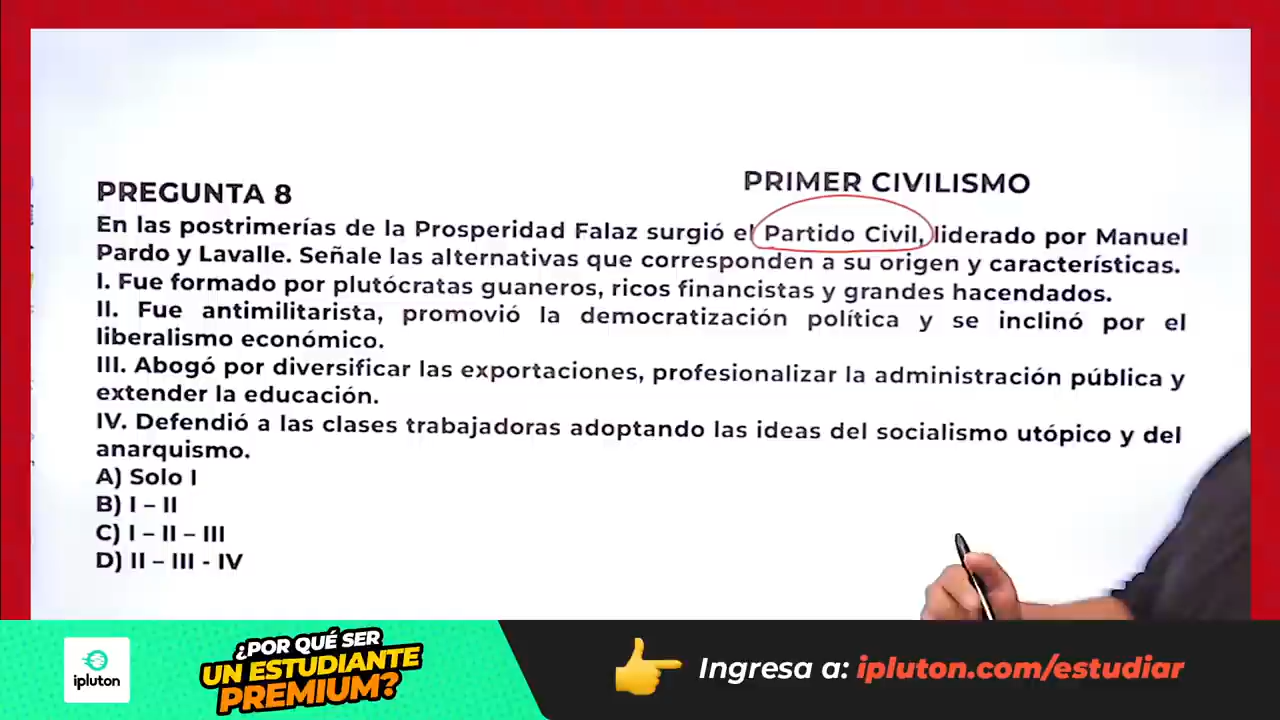 PRIMER CIVILISMO
PREGUNTA 8
En las postrimerías de la Prosperidad Falaz surgió el Partido Civil, liderado por Manuel
Pardo y Lavalle. Señale las alternativas que corresponden a su origen y características.
I. Fue formado por plutócratas guaneros, ricos financistas y grandes hacendados.
II. Fue antimilitarista, promovió la democratización política y se inclinó por el
liberalismo económico.
III. Abogó por diversificar las exportaciones, profesionalizar la administración pública y
extender la educación.
IV. Defendió a las clases trabajadoras adoptando las ideas del socialismo utópico y del
anarquismo.
A) Solo I
B) I – II
C) I – II – III
D) II – III - IV
ipluton
¿POR QUÉ SER
UN ESTUDIANTE
PREMIUM?
Ingresa a: ipluton.com/estudiar